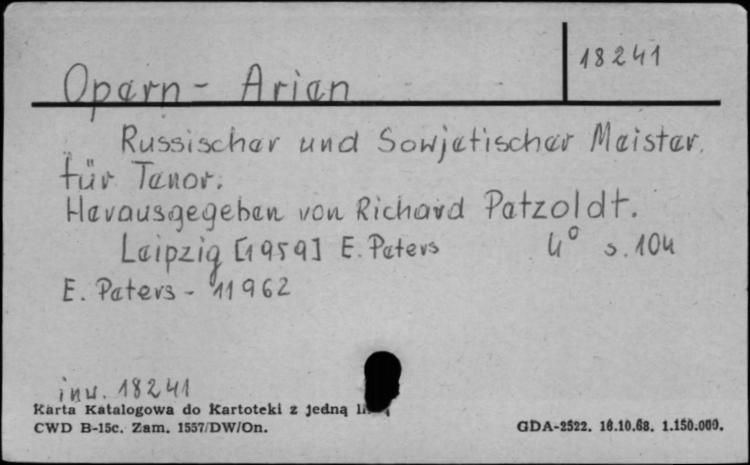 18241
Opern - Arien
Russischer und Sowjetischer Meister.
für Tenor.
Herausgegeben von Richard Patzoldt.
Leipzig [1959] E. Peters 4° s. 104
E. Peters - 11962
inw. 18241
Karta Katalogowa do Kartoteki z jedną
CWD B-15c. Zam. 1557/DW/On. GDA-2522. 16.10.68. 1.150.000.